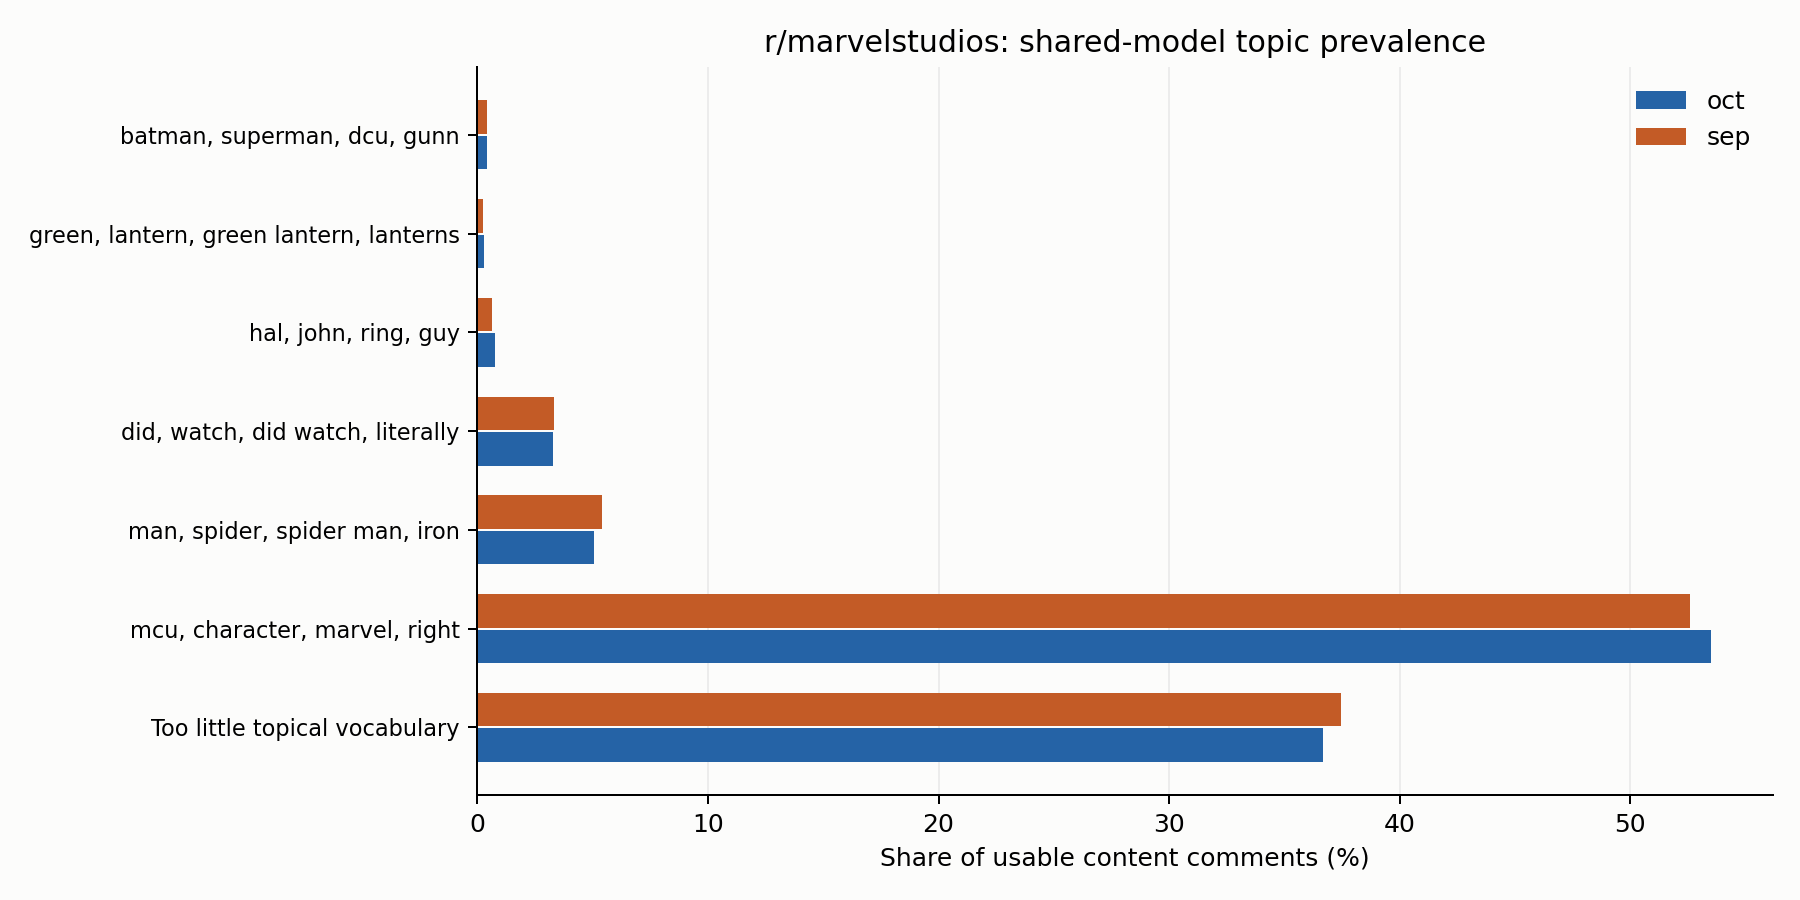 r/marvelstudios: shared-model topic prevalence
oct
sep
batman, superman, dcu, gunn
green, lantern, green lantern, lanterns
hal, john, ring, guy
did, watch, did watch, literally
man, spider, spider man, iron
mcu, character, marvel, right
Too little topical vocabulary
0 10 20 30 40 50
Share of usable content comments (%)